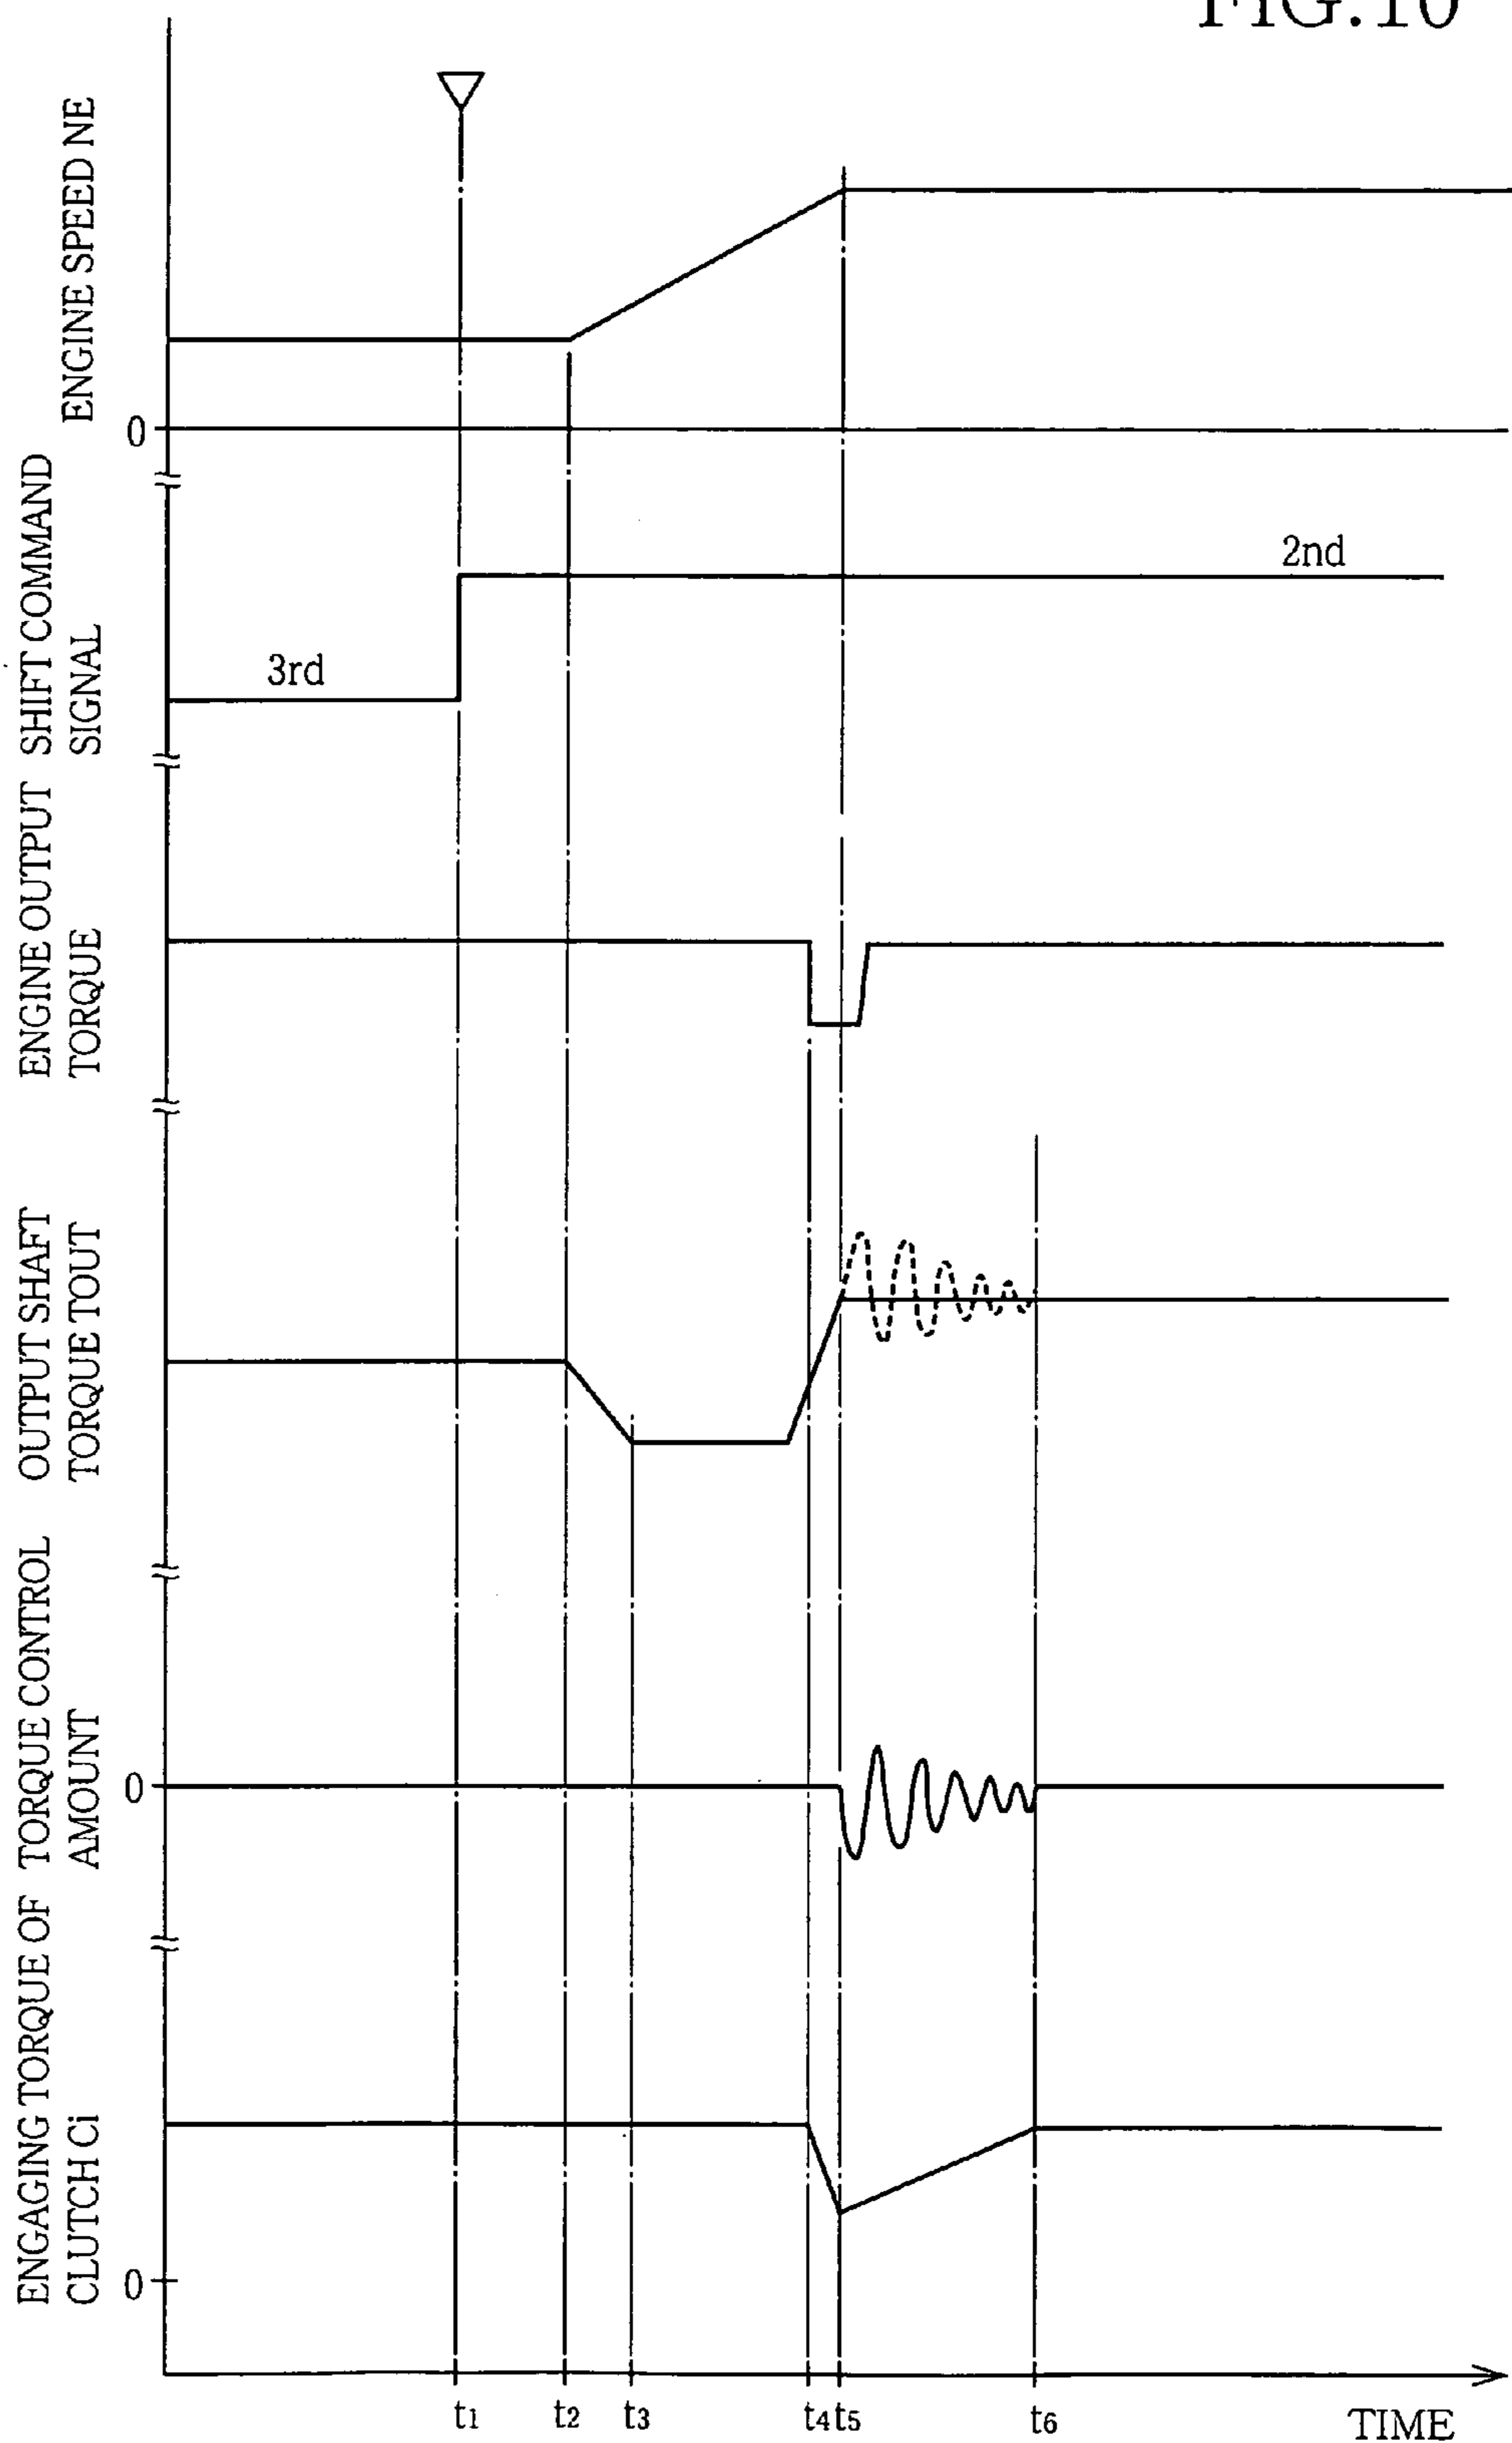 FIG.10
ENGINE SPEED NE
0
SHIFT COMMAND
SIGNAL
2nd
3rd
ENGINE OUTPUT
TORQUE
OUTPUT SHAFT
TORQUE TOUT
TORQUE CONTROL
AMOUNT
0
ENGAGING TORQUE OF
CLUTCH Ci
0
t1 t2 t3 t4 t5 t6 TIME